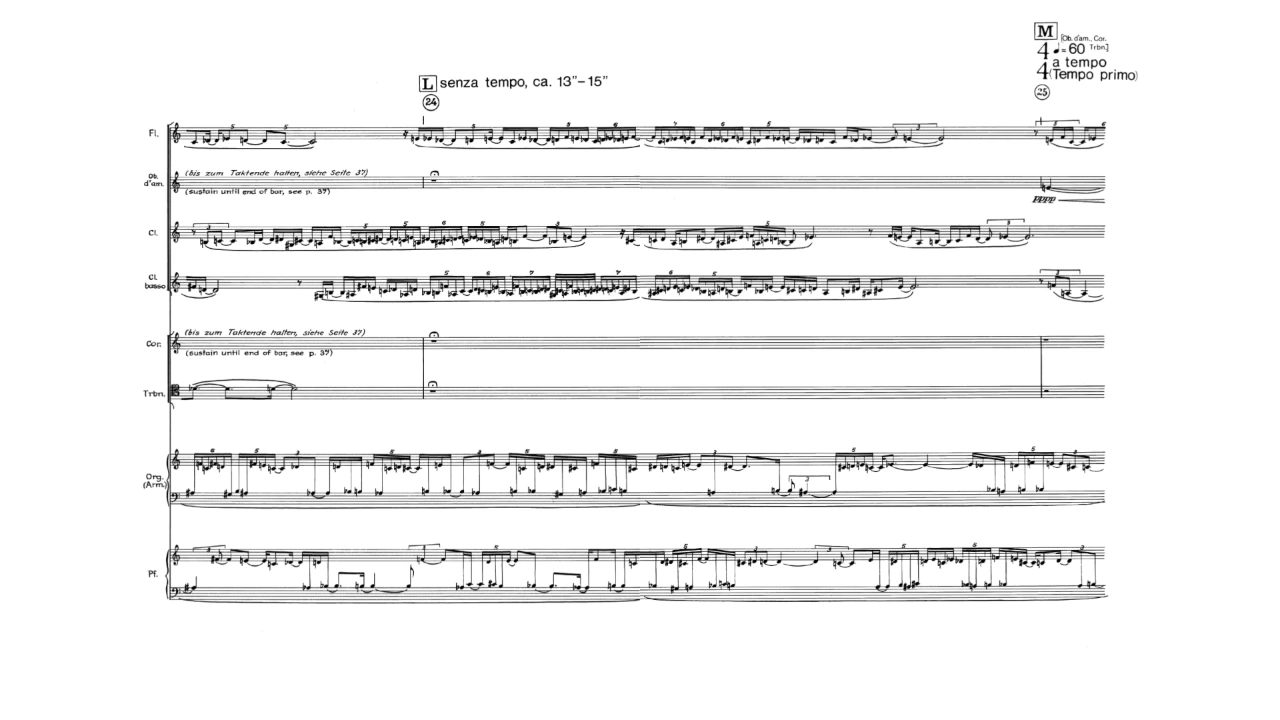 M [Ob. d'am., Cor.
4 ♩=60 Trbn.]
4 a tempo
(Tempo primo)
L senza tempo, ca. 13”–15”
24
25
Fl.
Ob. d'am.
(bis zum Taktende halten, siehe Seite 37)
(sustain until end of bar, see p. 37)
pppp
Cl.
Cl. basso
Cor.
(bis zum Taktende halten, siehe Seite 37)
(sustain until end of bar, see p. 37)
Trbn.
Org.
(Arm.)
Pf.